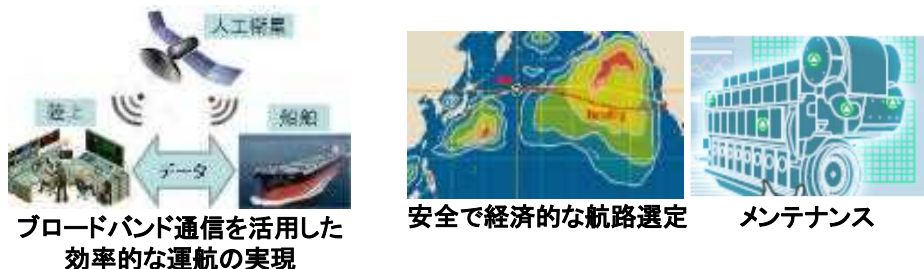 人工衛星
陸上
船舶
データ
ブロードバンド通信を活用した
効率的な運航の実現
安全で経済的な航路選定
メンテナンス